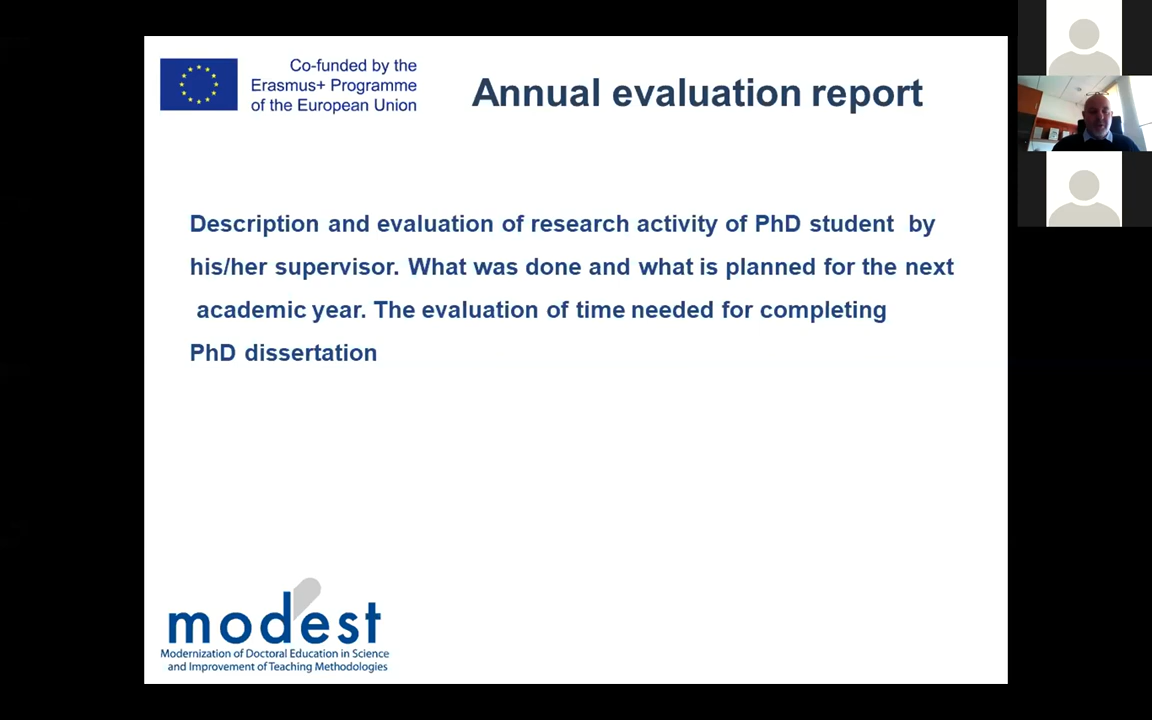 Co-funded by the
Erasmus+ Programme
of the European Union
Annual evaluation report
Description and evaluation of research activity of PhD student by
his/her supervisor. What was done and what is planned for the next
academic year. The evaluation of time needed for completing
PhD dissertation
modest
Modernization of Doctoral Education in Science
and Improvement of Teaching Methodologies